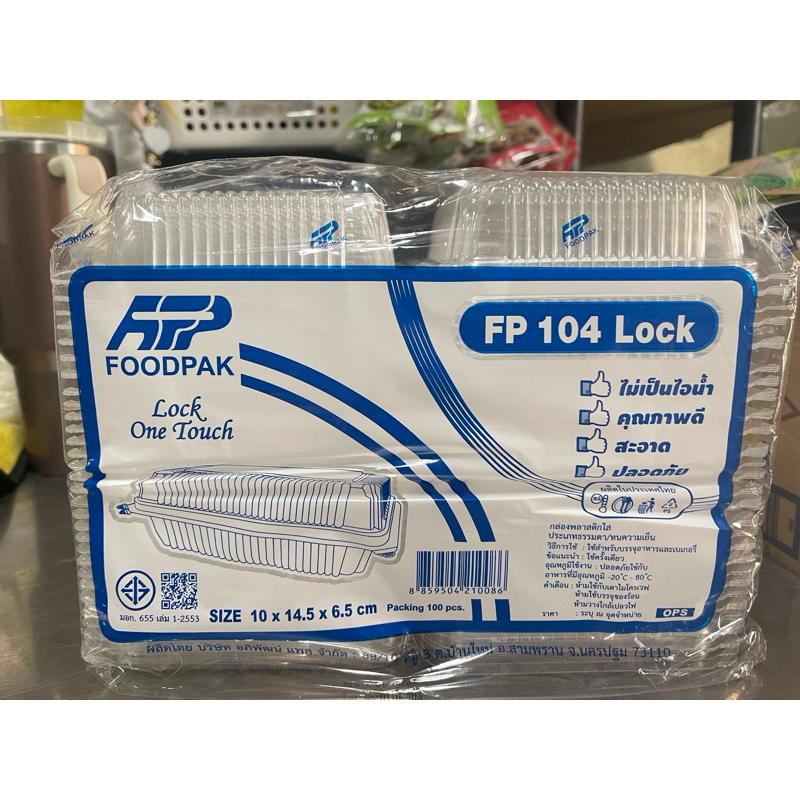 FOODPAK
FOODPAK
FOODPAK
Lock
One Touch
FP 104 Lock
ไม่เป็นไอน้ำ
คุณภาพดี
สะอาด
ปลอดภัย
ผลิตในประเทศไทย
กล่องพลาสติกใส
ประเภทธรรมดา/ทนความเย็น
วิธีการใช้ : ใช้สำหรับบรรจุอาหารและเบเกอรี่
ข้อแนะนำ : ใช้ครั้งเดียว
อุณหภูมิใช้งาน : ปลอดภัยใช้กับ
อาหารที่มีอุณหภูมิ -20°C - 80°C
คำเตือน : ห้ามใช้กับเตาไมโครเวฟ
ห้ามใช้บรรจุของร้อน
ห้ามวางใกล้เปลวไฟ
ราคา : ระบุ ณ จุดจำหน่าย
OPS
8 859504 210086
มอก. 655 เล่ม 1-2553
SIZE 10 x 14.5 x 6.5 cm Packing 100 pcs.
ผลิตโดย บริษัท อภิพัฒน์ แพค จำกัด : 3 ต.บ้านใหม่ อ.สามพราน จ.นครปฐม 73110